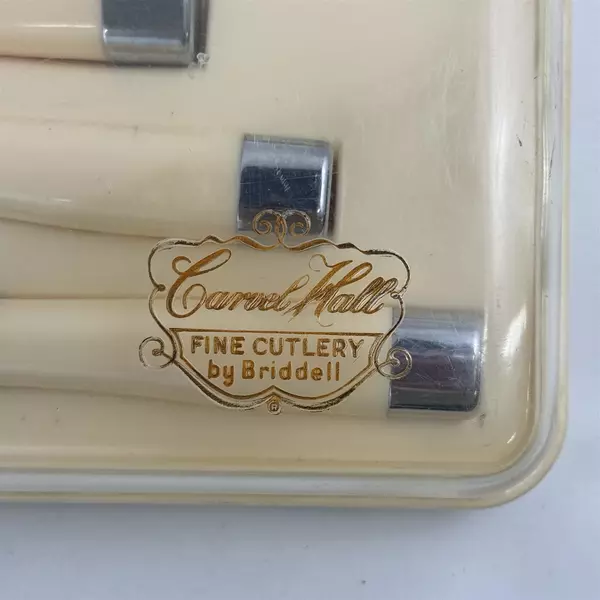 Carvel Hall
FINE CUTLERY
by Briddell
®